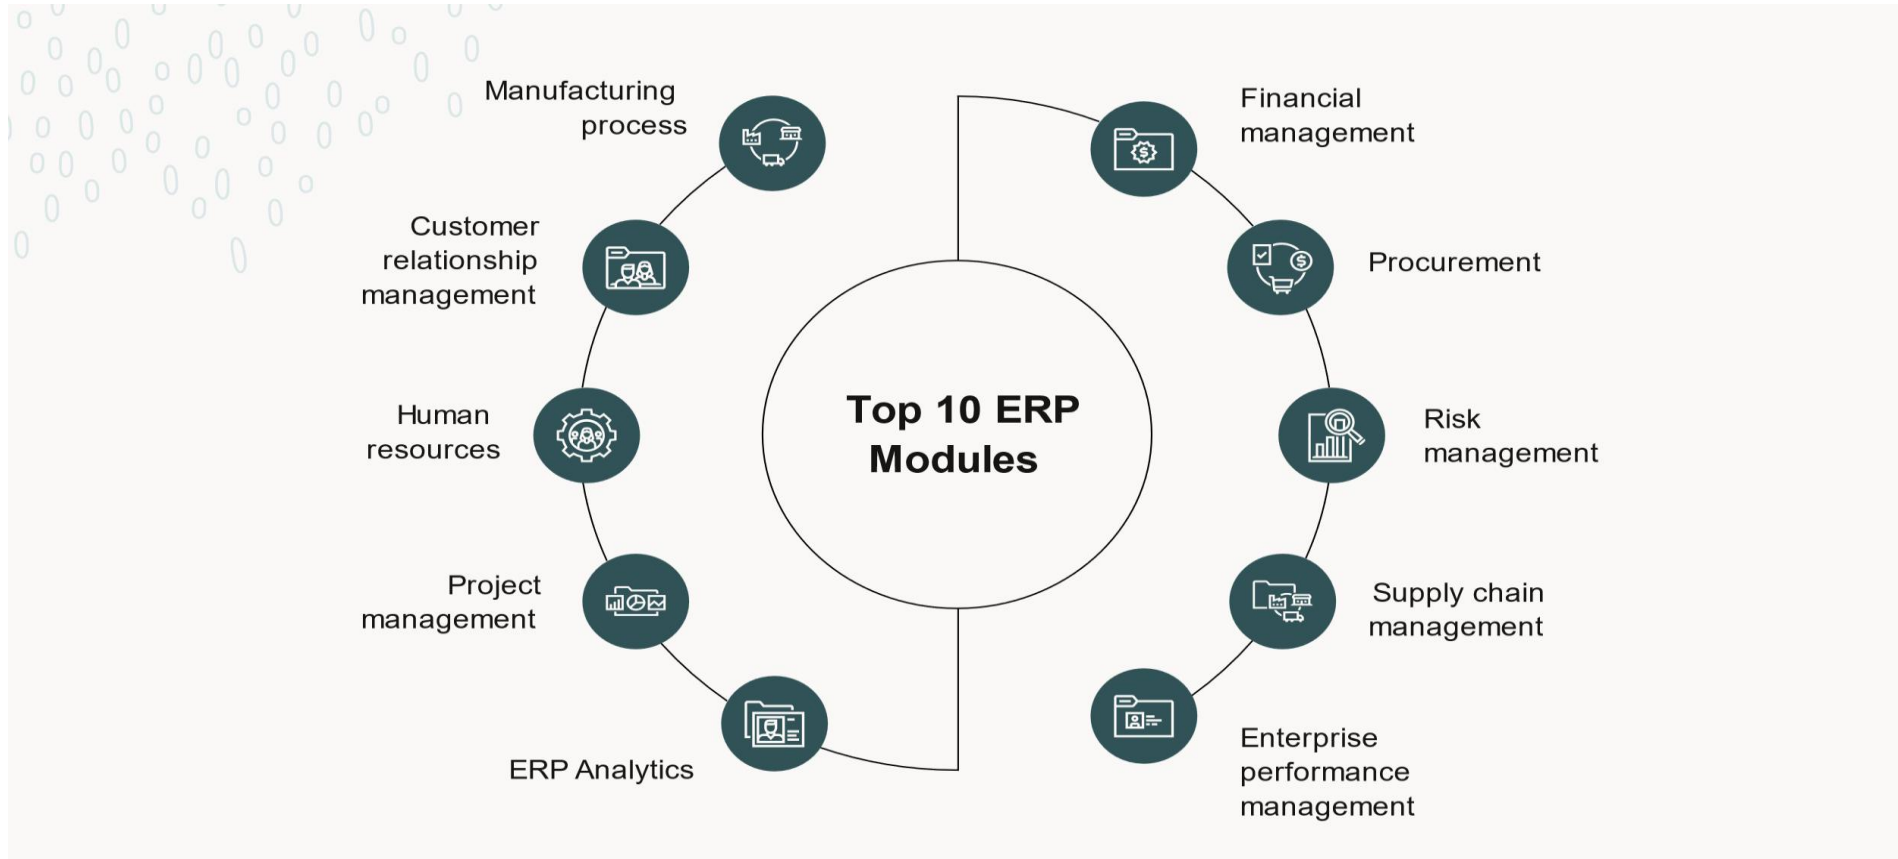 Manufacturing
process
Customer
relationship
management
Human
resources
Project
management
ERP Analytics
Top 10 ERP
Modules
Financial
management
Procurement
Risk
management
Supply chain
management
Enterprise
performance
management